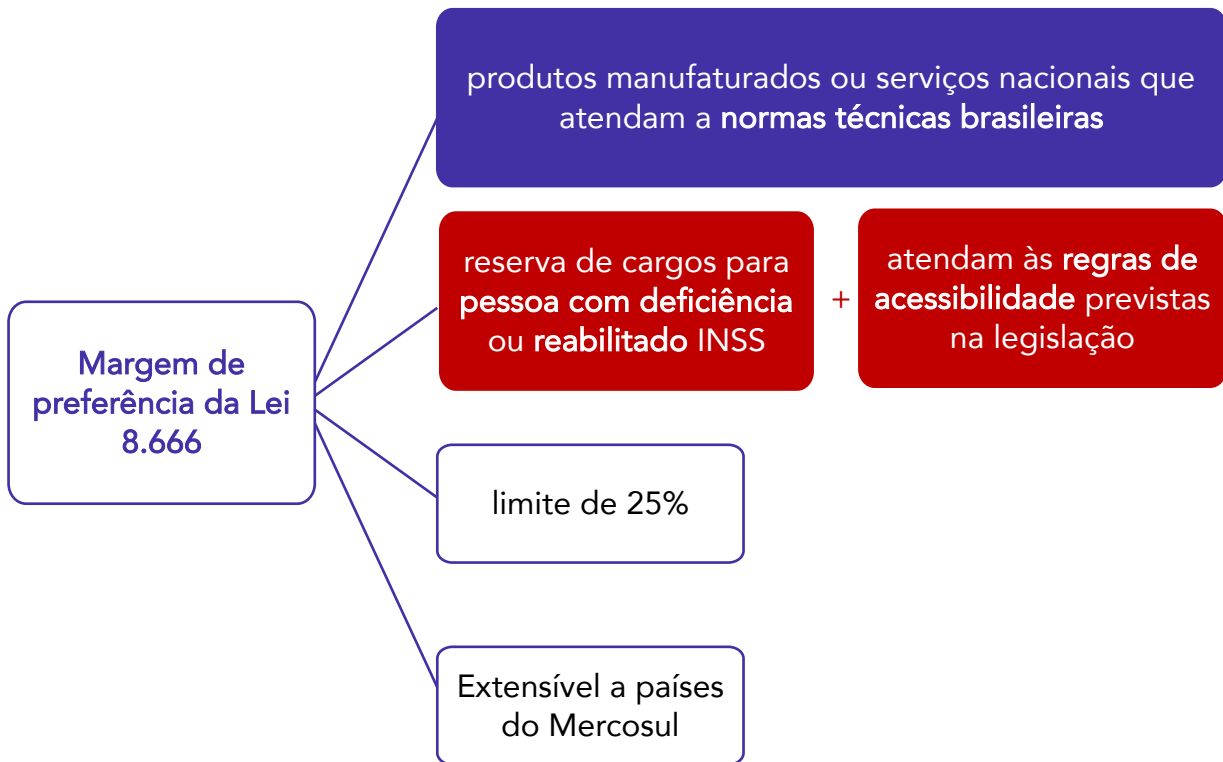 produtos manufaturados ou serviços nacionais que
atendam a normas técnicas brasileiras
reserva de cargos para
pessoa com deficiência
ou reabilitado INSS
+
atendam às regras de
acessibilidade previstas
na legislação
Margem de
preferência da Lei
8.666
limite de 25%
Extensível a países
do Mercosul